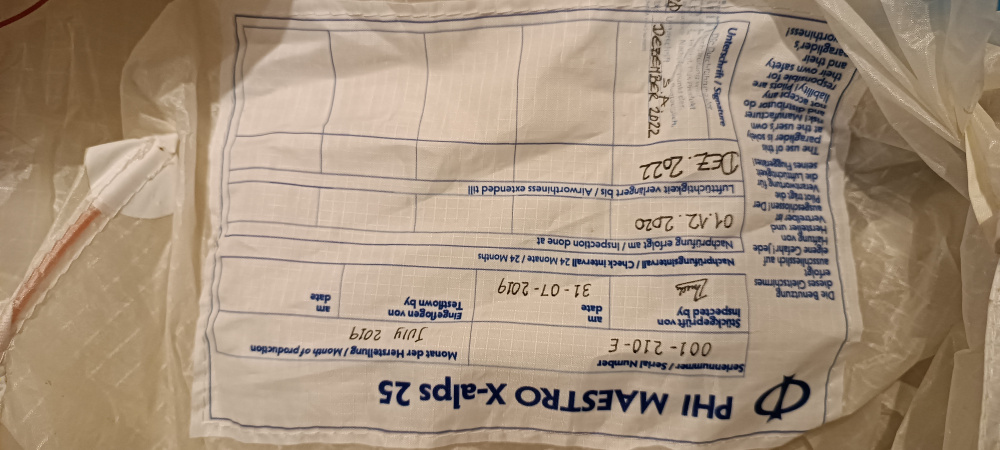 PHI MAESTRO X-alps 25
Seriennummer / Serial Number
001-210-E
Monat der Herstellung / Month of production
JULY 2019
Stückgeprüft von
Inspected by
am
date
31-07-2019
Eingeflogen von
Testflown by
am
date
Nachprüfungsintervall / Check intervall 24 Monate / 24 Months
Nachprüfung erfolgt am / Inspection done at
01.12.2020
Lufttüchtigkeit verlängert bis / Airworthiness extended till
DEZ. 2022
Unterschrift / Signature
DEBEMBER 2022
Die Benutzung
dieses Gleitschirmes
erfolgt
ausschliesslich auf
eigene Gefahr! Jede
Haftung von
Hersteller und
Vertreiber ist
ausgeschlossen! Der
Pilot trägt die
Verantwortung für
die Lufttüchtigkeit
seines Fluggerätes!
The use of this
paraglider is solely
at the user's own
risk! Manufacturer
and distributor do
not accept any
liability! Pilots are
responsible for
their own safety
and their
paraglider's
airworthiness!